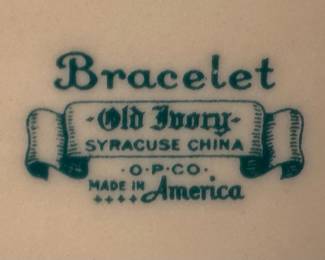 Bracelet
-Old Ivory-
SYRACUSE CHINA
·O·P·CO·
MADE IN America